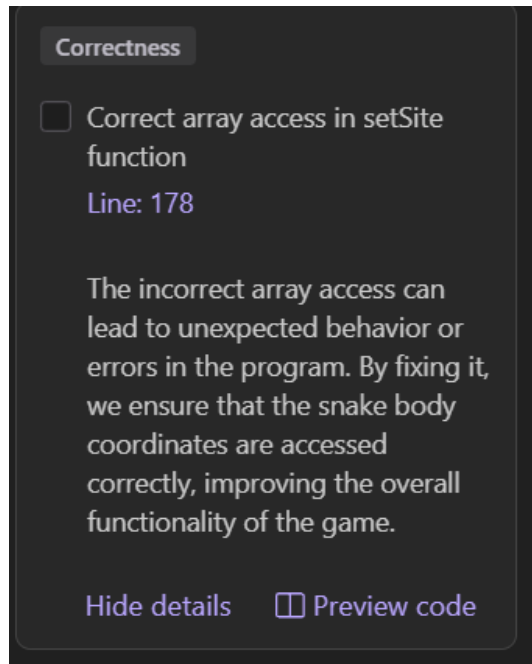 Correctness
Correct array access in setSite
function
Line: 178
The incorrect array access can
lead to unexpected behavior or
errors in the program. By fixing it,
we ensure that the snake body
coordinates are accessed
correctly, improving the overall
functionality of the game.
Hide details Preview code